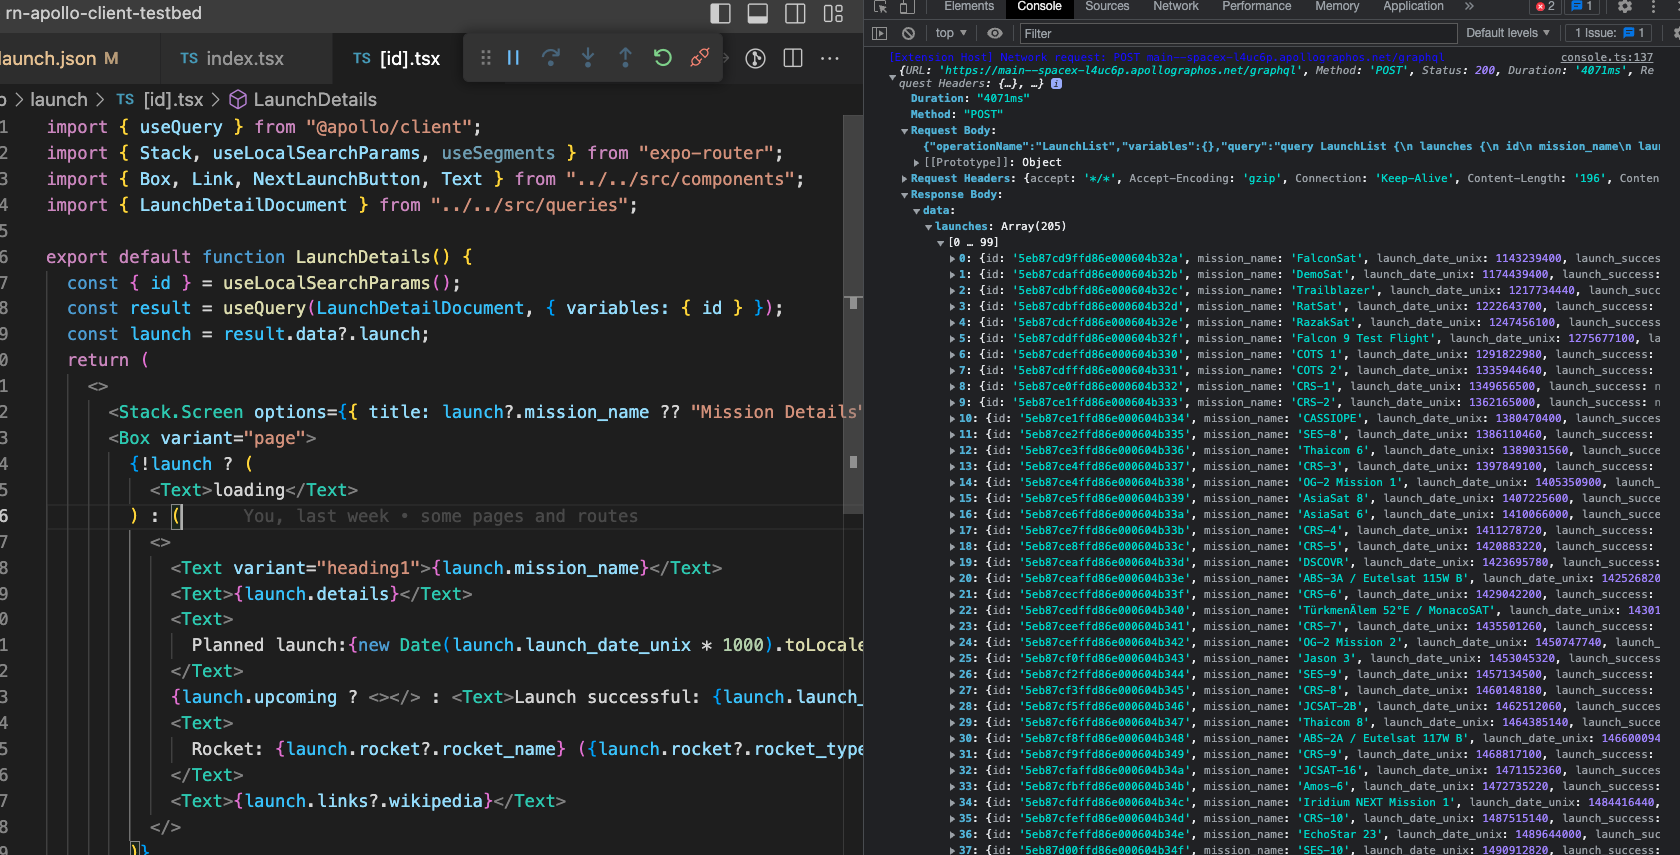 rn-apollo-client-testbed
launch.json M
TS index.tsx
TS [id].tsx
launch > TS [id].tsx > LaunchDetails
1 import { useQuery } from "@apollo/client";
2 import { Stack, useLocalSearchParams, useSegments } from "expo-router";
3 import { Box, Link, NextLaunchButton, Text } from "../../src/components";
4 import { LaunchDetailDocument } from "../../src/queries";
5
6 export default function LaunchDetails() {
7 const { id } = useLocalSearchParams();
8 const result = useQuery(LaunchDetailDocument, { variables: { id } });
9 const launch = result.data?.launch;
0 return (
1 <>
2 <Stack.Screen options={{ title: launch?.mission_name ?? "Mission Details"
3 <Box variant="page">
4 {!launch ? (
5 <Text>loading</Text>
6 ) : ( You, last week • some pages and routes
7 <>
8 <Text variant="heading1">{launch.mission_name}</Text>
9 <Text>{launch.details}</Text>
0 <Text>
1 Planned launch:{new Date(launch.launch_date_unix * 1000).toLocale
2 </Text>
3 {launch.upcoming ? <></> : <Text>Launch successful: {launch.launch_
4 <Text>
5 Rocket: {launch.rocket?.rocket_name} ({launch.rocket?.rocket_type
6 </Text>
7 <Text>{launch.links?.wikipedia}</Text>
8 </>
)}
Elements Console Sources Network Performance Memory Application » 2 1
top Filter Default levels 1 Issue: 1
[Extension Host] Network request: POST main--spacex-l4uc6p.apollographos.net/graphql console.ts:137
{URL: 'https://main--spacex-l4uc6p.apollographos.net/graphql', Method: 'POST', Status: 200, Duration: '4071ms', Re
quest Headers: {…}, …} i
Duration: "4071ms"
Method: "POST"
Request Body:
{"operationName":"LaunchList","variables":{},"query":"query LaunchList {\n launches {\n id\n mission_name\n lau
[[Prototype]]: Object
Request Headers: {accept: '*/*', Accept-Encoding: 'gzip', Connection: 'Keep-Alive', Content-Length: '196', Conten
Response Body:
data:
launches: Array(205)
[0 … 99]
0: {id: '5eb87cd9ffd86e000604b32a', mission_name: 'FalconSat', launch_date_unix: 1143239400, launch_succes
1: {id: '5eb87cdaffd86e000604b32b', mission_name: 'DemoSat', launch_date_unix: 1174439400, launch_success:
2: {id: '5eb87cdbffd86e000604b32c', mission_name: 'Trailblazer', launch_date_unix: 1217734440, launch_succ
3: {id: '5eb87cdbffd86e000604b32d', mission_name: 'RatSat', launch_date_unix: 1222643700, launch_success:
4: {id: '5eb87cdcffd86e000604b32e', mission_name: 'RazakSat', launch_date_unix: 1247456100, launch_success
5: {id: '5eb87cddffd86e000604b32f', mission_name: 'Falcon 9 Test Flight', launch_date_unix: 1275677100, la
6: {id: '5eb87cdeffd86e000604b330', mission_name: 'COTS 1', launch_date_unix: 1291822980, launch_success:
7: {id: '5eb87cdfffd86e000604b331', mission_name: 'COTS 2', launch_date_unix: 1335944640, launch_success:
8: {id: '5eb87ce0ffd86e000604b332', mission_name: 'CRS-1', launch_date_unix: 1349656500, launch_success: n
9: {id: '5eb87ce1ffd86e000604b333', mission_name: 'CRS-2', launch_date_unix: 1362165000, launch_success: n
10: {id: '5eb87ce1ffd86e000604b334', mission_name: 'CASSIOPE', launch_date_unix: 1380470400, launch_succes
11: {id: '5eb87ce2ffd86e000604b335', mission_name: 'SES-8', launch_date_unix: 1386110460, launch_success:
12: {id: '5eb87ce3ffd86e000604b336', mission_name: 'Thaicom 6', launch_date_unix: 1389031560, launch_succe
13: {id: '5eb87ce4ffd86e000604b337', mission_name: 'CRS-3', launch_date_unix: 1397849100, launch_success:
14: {id: '5eb87ce4ffd86e000604b338', mission_name: 'OG-2 Mission 1', launch_date_unix: 1405350900, launch_
15: {id: '5eb87ce5ffd86e000604b339', mission_name: 'AsiaSat 8', launch_date_unix: 1407225600, launch_succe
16: {id: '5eb87ce6ffd86e000604b33a', mission_name: 'AsiaSat 6', launch_date_unix: 1410066000, launch_succe
17: {id: '5eb87ce7ffd86e000604b33b', mission_name: 'CRS-4', launch_date_unix: 1411278720, launch_success:
18: {id: '5eb87ce8ffd86e000604b33c', mission_name: 'CRS-5', launch_date_unix: 1420883220, launch_success:
19: {id: '5eb87ceaffd86e000604b33d', mission_name: 'DSCOVR', launch_date_unix: 1423695780, launch_success:
20: {id: '5eb87ceaffd86e000604b33e', mission_name: 'ABS-3A / Eutelsat 115W B', launch_date_unix: 142526820
21: {id: '5eb87cecffd86e000604b33f', mission_name: 'CRS-6', launch_date_unix: 1429042200, launch_success:
22: {id: '5eb87cedffd86e000604b340', mission_name: 'TürkmenÄlem 52°E / MonacoSAT', launch_date_unix: 14301
23: {id: '5eb87ceeffd86e000604b341', mission_name: 'CRS-7', launch_date_unix: 1435501260, launch_success:
24: {id: '5eb87cefffd86e000604b342', mission_name: 'OG-2 Mission 2', launch_date_unix: 1450747740, launch_
25: {id: '5eb87cf0ffd86e000604b343', mission_name: 'Jason 3', launch_date_unix: 1453045320, launch_success
26: {id: '5eb87cf2ffd86e000604b344', mission_name: 'SES-9', launch_date_unix: 1457134500, launch_success:
27: {id: '5eb87cf3ffd86e000604b345', mission_name: 'CRS-8', launch_date_unix: 1460148180, launch_success:
28: {id: '5eb87cf5ffd86e000604b346', mission_name: 'JCSAT-2B', launch_date_unix: 1462512060, launch_succes
29: {id: '5eb87cf6ffd86e000604b347', mission_name: 'Thaicom 8', launch_date_unix: 1464385140, launch_succe
30: {id: '5eb87cf8ffd86e000604b348', mission_name: 'ABS-2A / Eutelsat 117W B', launch_date_unix: 146600094
31: {id: '5eb87cf9ffd86e000604b349', mission_name: 'CRS-9', launch_date_unix: 1468817100, launch_success:
32: {id: '5eb87cfaffd86e000604b34a', mission_name: 'JCSAT-16', launch_date_unix: 1471152360, launch_succes
33: {id: '5eb87cfbffd86e000604b34b', mission_name: 'Amos-6', launch_date_unix: 1472735220, launch_success:
34: {id: '5eb87cfdffd86e000604b34c', mission_name: 'Iridium NEXT Mission 1', launch_date_unix: 1484416440,
35: {id: '5eb87cfeffd86e000604b34d', mission_name: 'CRS-10', launch_date_unix: 1487515140, launch_success:
36: {id: '5eb87cfeffd86e000604b34e', mission_name: 'EchoStar 23', launch_date_unix: 1489644000, launch_suc
37: {id: '5eb87d00ffd86e000604b34f', mission_name: 'SES-10', launch_date_unix: 1490912820, launch_success: